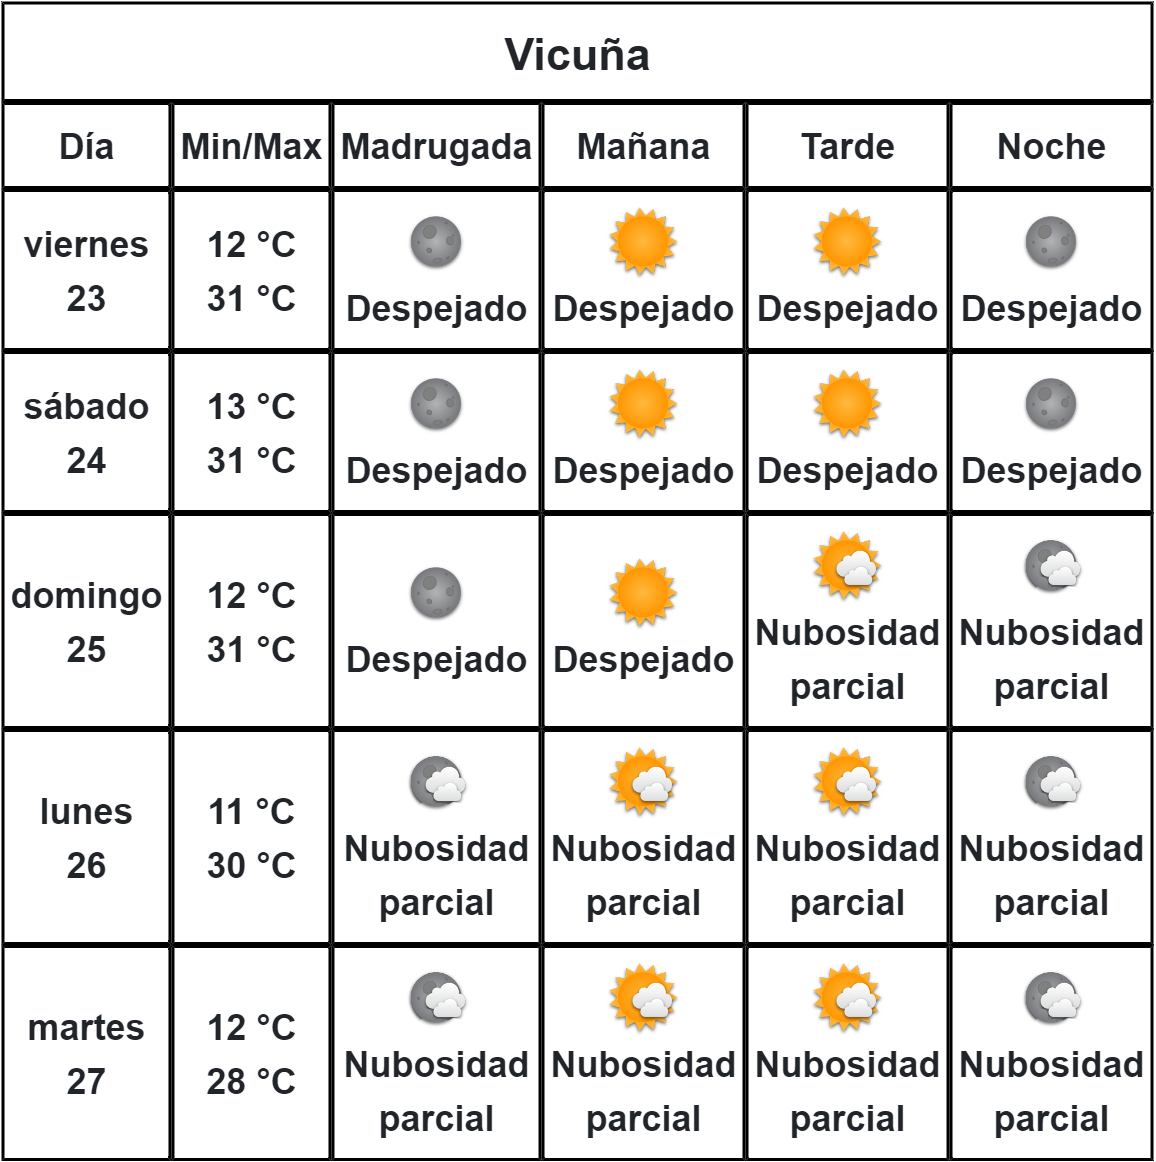 Vicuña
Día Min/Max Madrugada Mañana Tarde Noche
viernes
23
12 °C
31 °C
Despejado
Despejado
Despejado
Despejado
sábado
24
13 °C
31 °C
Despejado
Despejado
Despejado
Despejado
domingo
25
12 °C
31 °C
Despejado
Despejado
Nubosidad
parcial
Nubosidad
parcial
lunes
26
11 °C
30 °C
Nubosidad
parcial
Nubosidad
parcial
Nubosidad
parcial
Nubosidad
parcial
martes
27
12 °C
28 °C
Nubosidad
parcial
Nubosidad
parcial
Nubosidad
parcial
Nubosidad
parcial